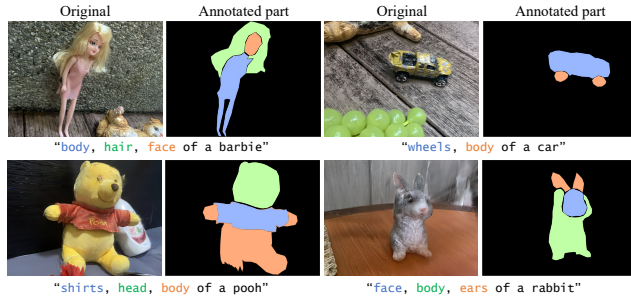 Original Annotated part Original Annotated part
"body, hair, face of a barbie" "wheels, body of a car"
Pooh
"shirts, head, body of a pooh" "face, body, ears of a rabbit"